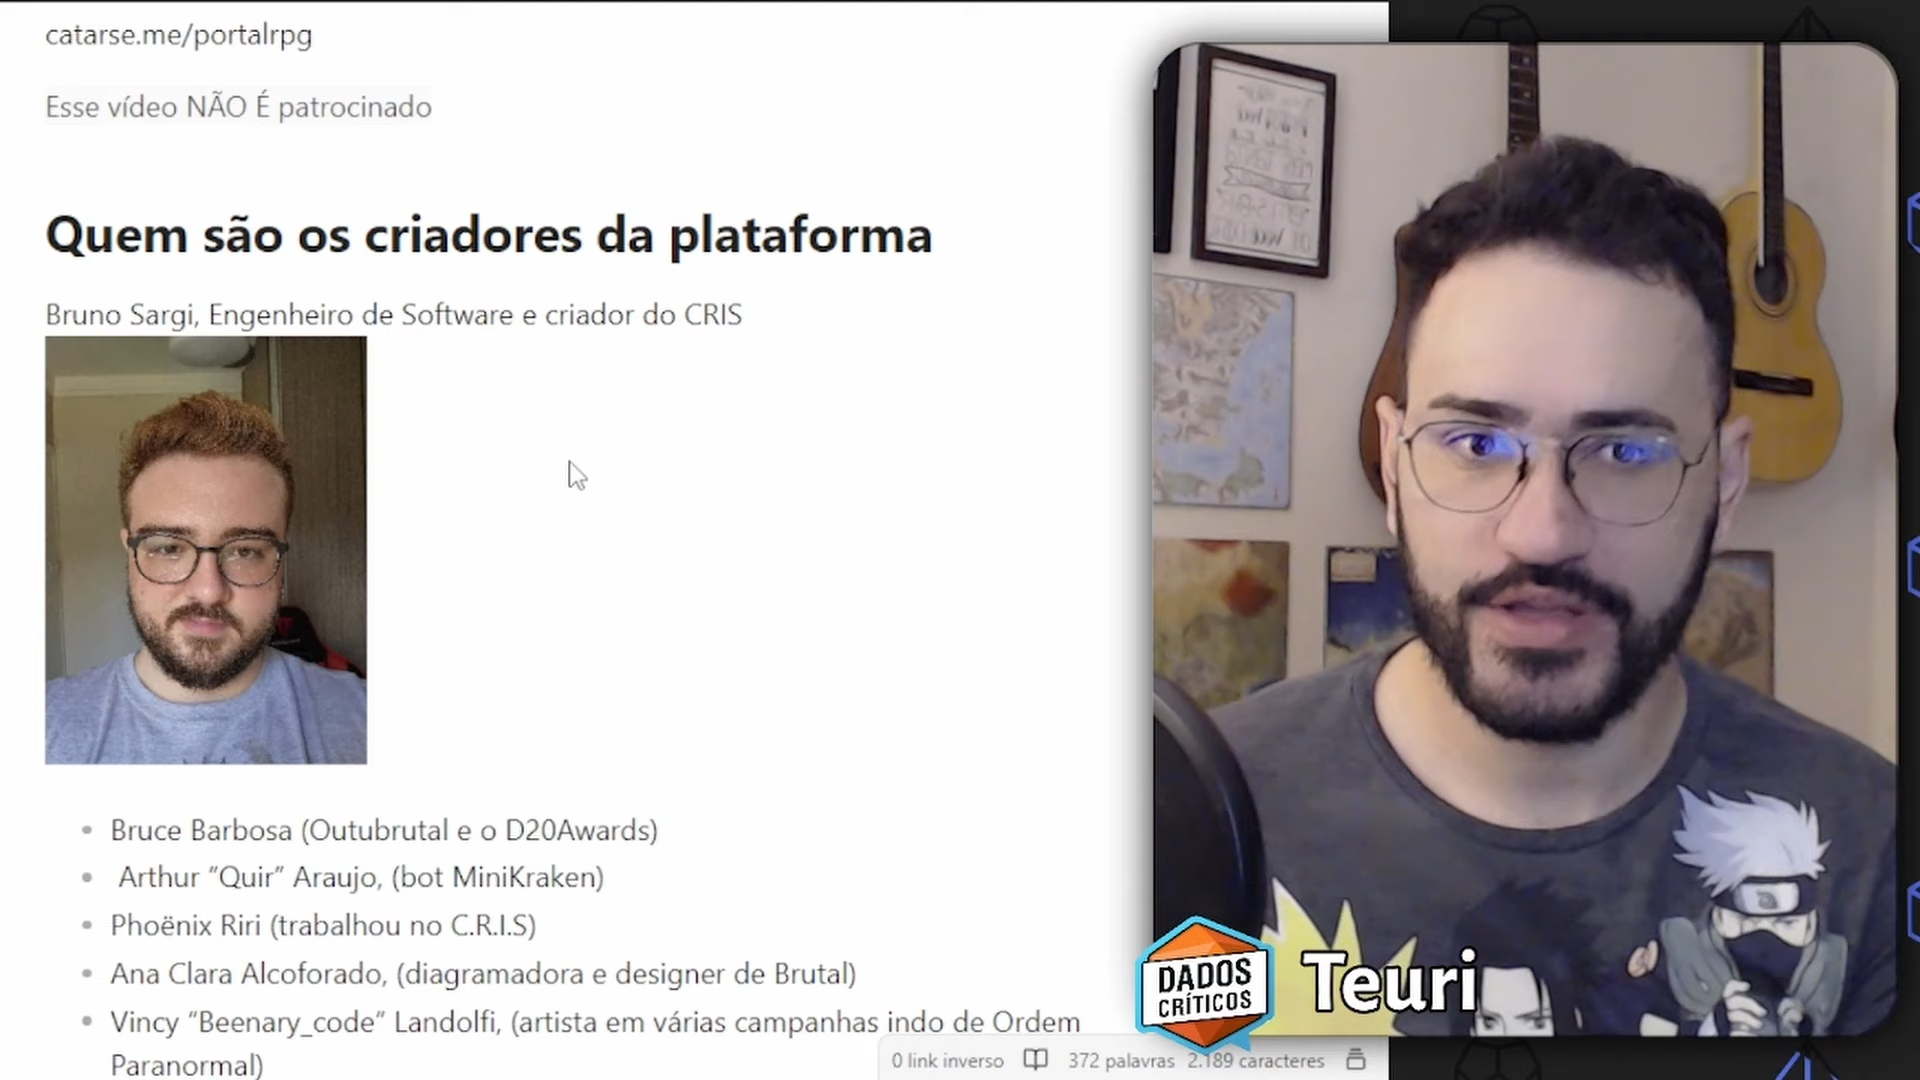 catarse.me/portalrpg
Esse vídeo NÃO É patrocinado
Quem são os criadores da plataforma
Bruno Sargi, Engenheiro de Software e criador do CRIS
Bruce Barbosa (Outubrutal e o D20Awards)
Arthur “Quir” Araujo, (bot MiniKraken)
Phoënix Riri (trabalhou no C.R.I.S)
Ana Clara Alcoforado, (diagramadora e designer de Brutal)
Vincy “Beenary_code” Landolfi, (artista em várias campanhas indo de Ordem
Paranormal)
0 link inverso 372 palavras 2.189 caracteres
DADOS
CRÍTICOS
Teuri